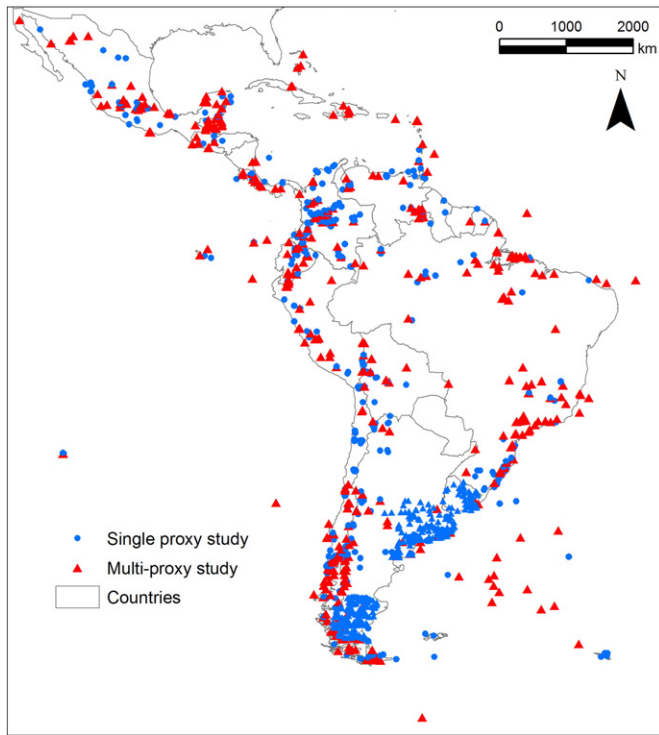 0 1000 2000
km
N
Single proxy study
Multi-proxy study
Countries